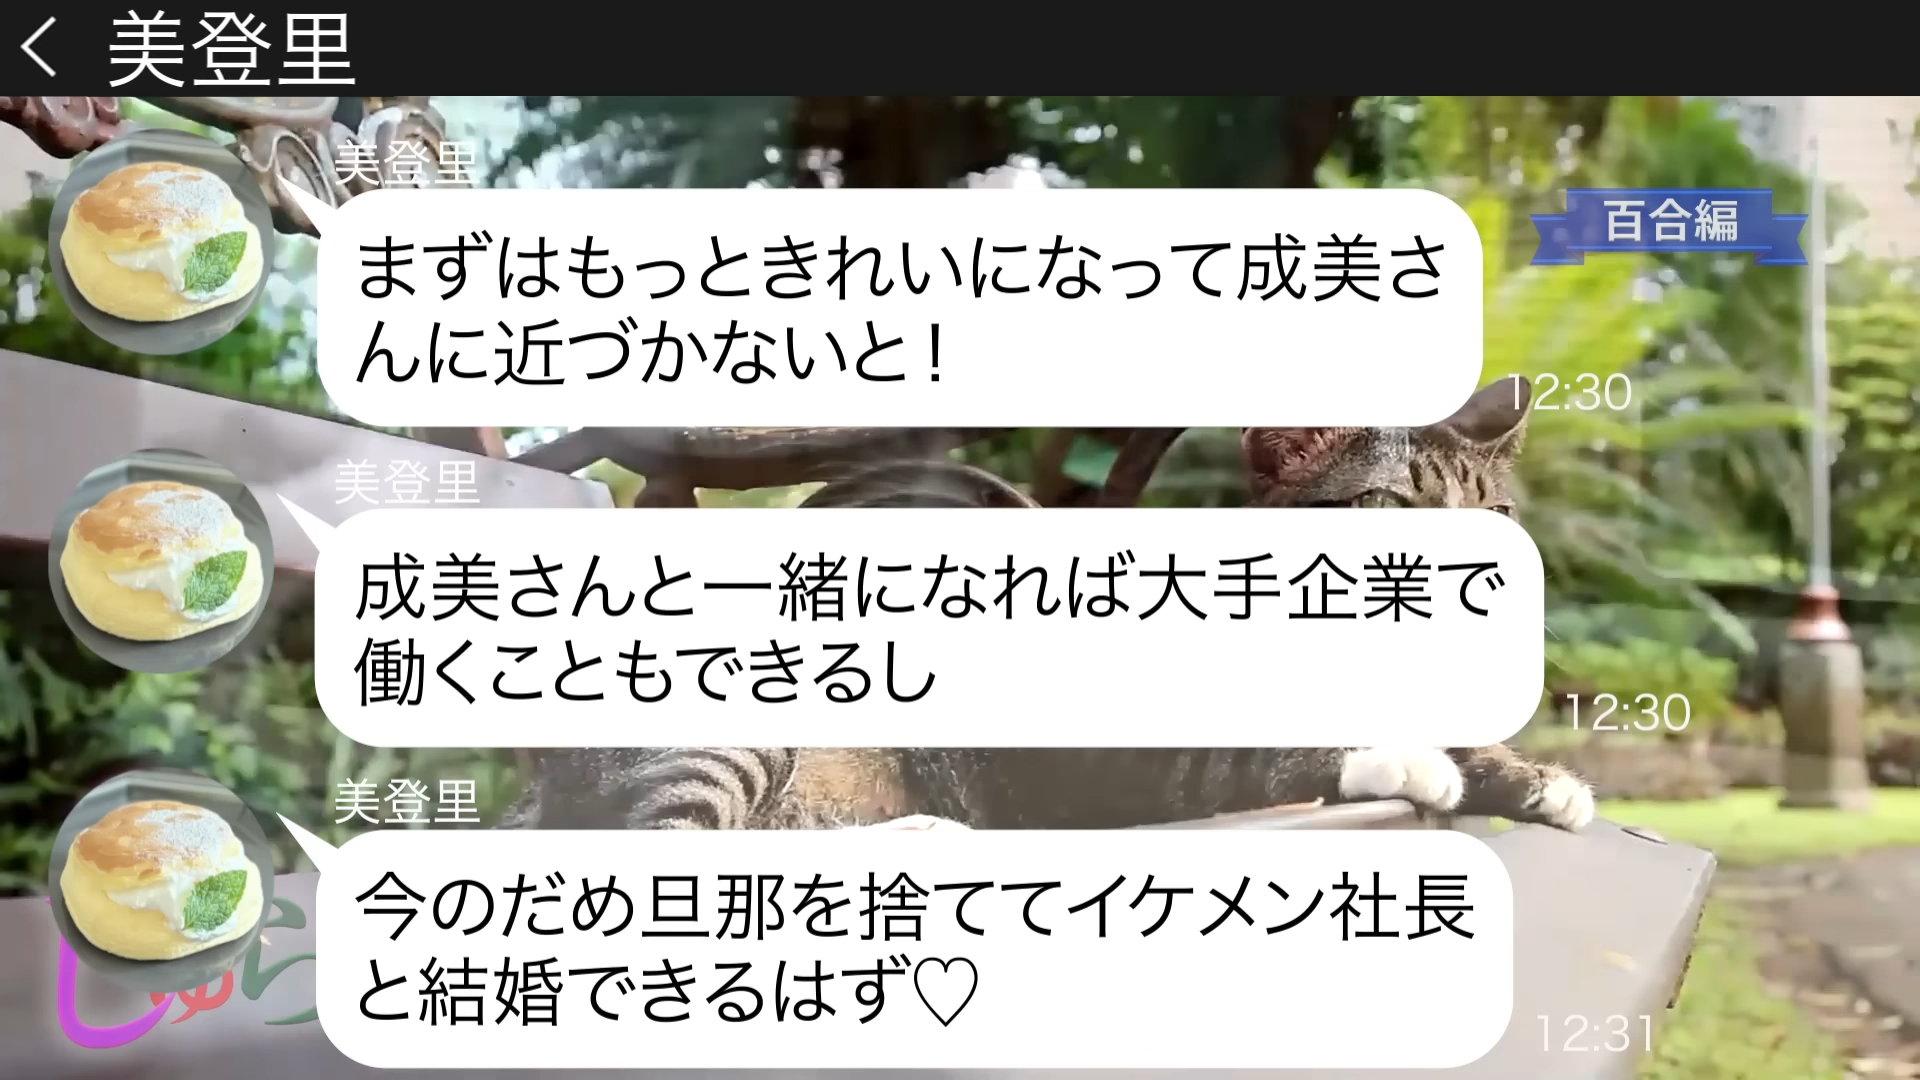 美登里
美登里
百合編
まずはもっときれいになって成美さ
んに近づかないと!
12:30
美登里
成美さんと一緒になれば大手企業で
働くこともできるし
12:30
美登里
今のだめ旦那を捨ててイケメン社長
と結婚できるはず♡
12:31
しゅら